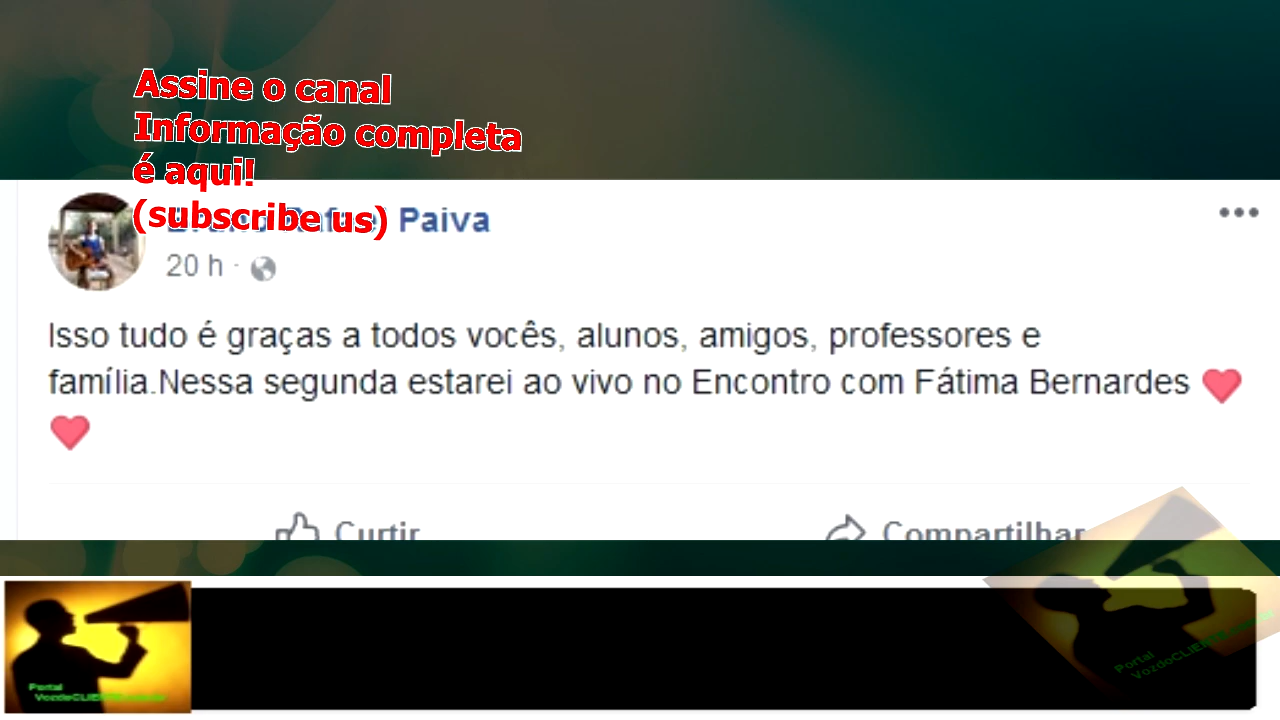 Assine o canal
Informação completa
é aqui!
(subscribe us)
Paiva
20 h ·
Isso tudo é graças a todos vocês, alunos, amigos, professores e
família.Nessa segunda estarei ao vivo no Encontro com Fátima Bernardes
Curtir
Compartilhar
Portal
Portal